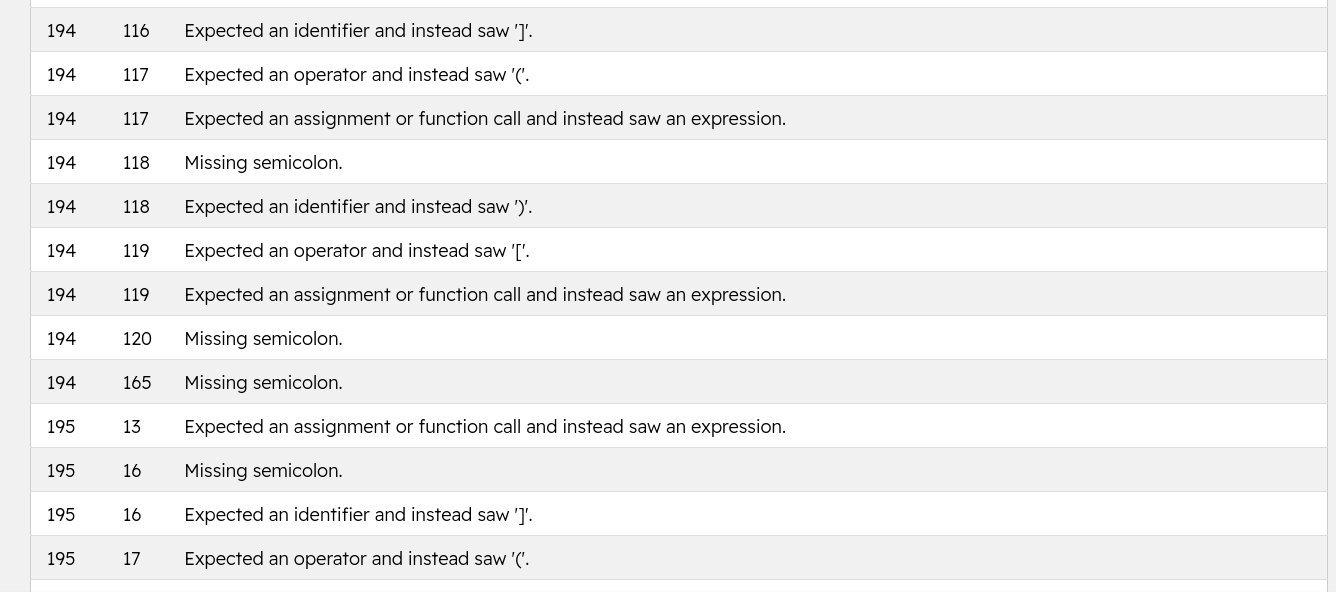 194 116 Expected an identifier and instead saw ']'.
194 117 Expected an operator and instead saw '('.
194 117 Expected an assignment or function call and instead saw an expression.
194 118 Missing semicolon.
194 118 Expected an identifier and instead saw ')'.
194 119 Expected an operator and instead saw '['.
194 119 Expected an assignment or function call and instead saw an expression.
194 120 Missing semicolon.
194 165 Missing semicolon.
195 13 Expected an assignment or function call and instead saw an expression.
195 16 Missing semicolon.
195 16 Expected an identifier and instead saw ']'.
195 17 Expected an operator and instead saw '('.